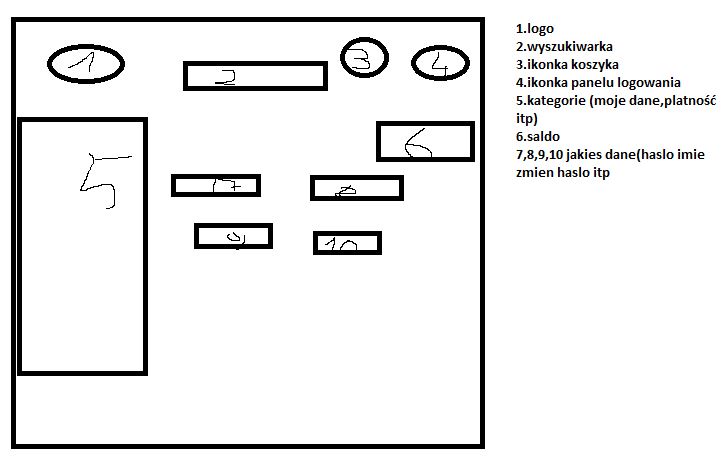 1
2
3
4
5
6
7
8
9
10
1.logo
2.wyszukiwarka
3.ikonka koszyka
4.ikonka panelu logowania
5.kategorie (moje dane,platność
itp)
6.saldo
7,8,9,10 jakies dane(haslo imie
zmien haslo itp